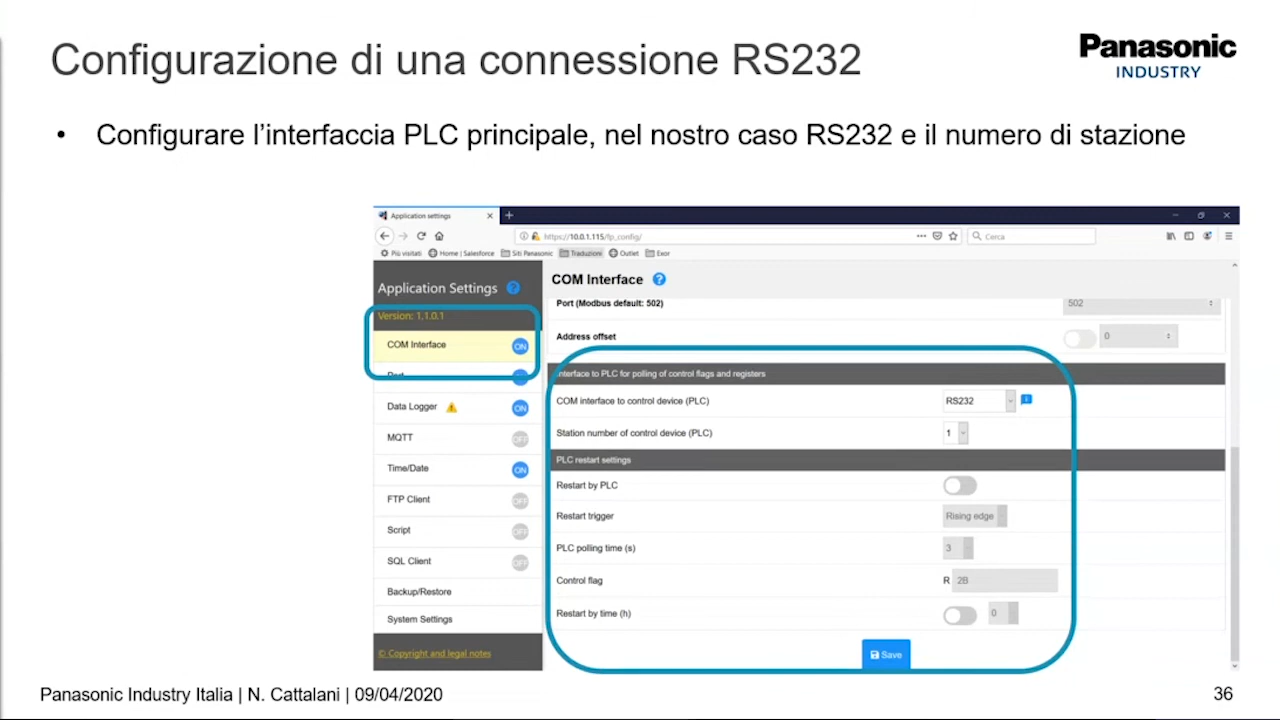 Configurazione di una connessione RS232
Panasonic
INDUSTRY
• Configurare l'interfaccia PLC principale, nel nostro caso RS232 e il numero di stazione
Application settings
https://10.0.1.115/fp_config/
Cerca
Più visitati
Home | Salesforce
Siti Panasonic
Traduzioni
Outlet
Exor
Application Settings
Version: 1.1.0.1
COM Interface ON
Port
Data Logger ON
MQTT OFF
Time/Date ON
FTP Client OFF
Script OFF
SQL Client OFF
Backup/Restore
System Settings
© Copyright and legal notes
COM Interface
Port (Modbus default: 502) 502
Address offset 0
Interface to PLC for polling of control flags and registers
COM interface to control device (PLC) RS232
Station number of control device (PLC) 1
PLC restart settings
Restart by PLC
Restart trigger Rising edge
PLC polling time (s) 3
Control flag R 2B
Restart by time (h) 0
Save
Panasonic Industry Italia | N. Cattalani | 09/04/2020
36